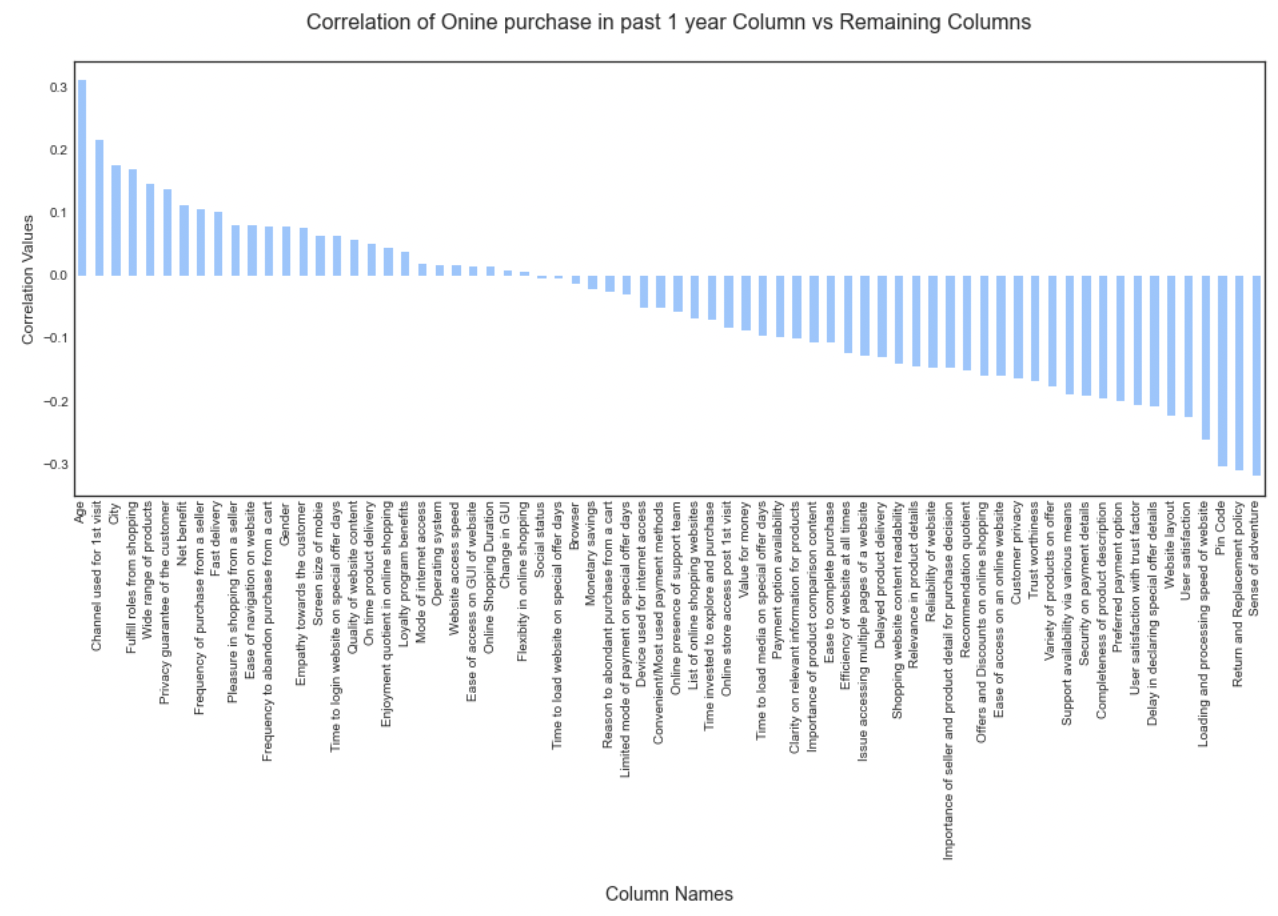 Correlation of Onine purchase in past 1 year Column vs Remaining Columns
Correlation Values
0.3
0.2
0.1
0.0
−0.1
−0.2
−0.3
Age
Channel used for 1st visit
City
Fulfill roles from shopping
Wide range of products
Privacy guarantee of the customer
Net benefit
Frequency of purchase from a seller
Fast delivery
Pleasure in shopping from a seller
Ease of navigation on website
Frequency to abandon purchase from a cart
Gender
Empathy towards the customer
Screen size of mobie
Time to login website on special offer days
Quality of website content
On time product delivery
Enjoyment quotient in online shopping
Loyalty program benefits
Mode of internet access
Operating system
Website access speed
Ease of access on GUI of website
Online Shopping Duration
Change in GUI
Flexibity in online shopping
Social status
Time to load website on special offer days
Browser
Monetary savings
Reason to abondant purchase from a cart
Limited mode of payment on special offer days
Device used for internet access
Convenient/Most used payment methods
Online presence of support team
List of online shopping websites
Time invested to explore and purchase
Online store access post 1st visit
Value for money
Time to load media on special offer days
Payment option availability
Clarity on relevant information for products
Importance of product comparison content
Ease to complete purchase
Efficiency of website at all times
Issue accessing multiple pages of a website
Delayed product delivery
Shopping website content readability
Relevance in product details
Reliability of website
Importance of seller and product detail for purchase decision
Recommendation quotient
Offers and Discounts on online shopping
Ease of access on an online website
Customer privacy
Trust worthiness
Variety of products on offer
Support availability via various means
Security on payment details
Completeness of product description
Preferred payment option
User satisfaction with trust factor
Delay in declaring special offer details
Website layout
User satisfaction
Loading and processing speed of website
Pin Code
Return and Replacement policy
Sense of adventure
Column Names